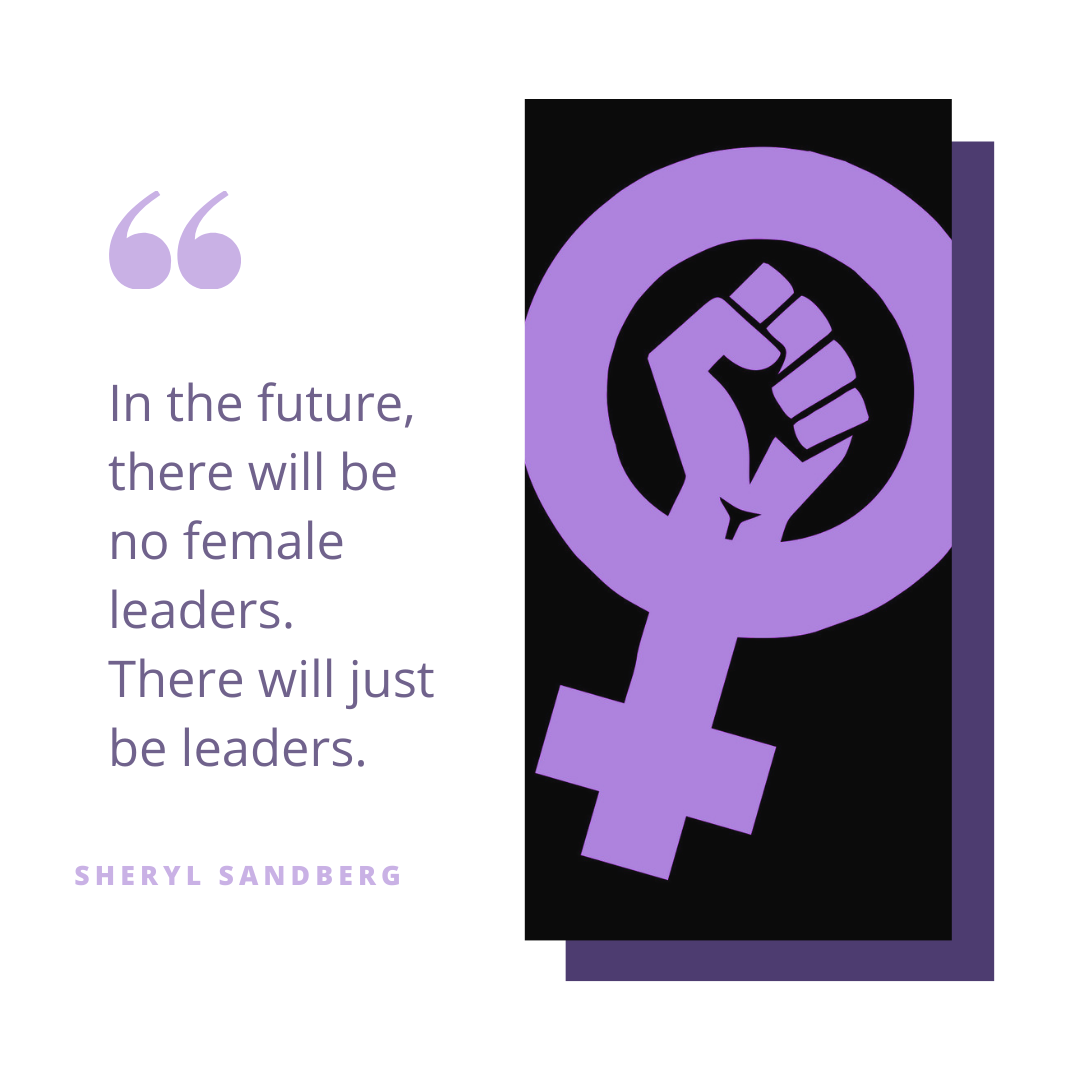 “
In the future,
there will be
no female
leaders.
There will just
be leaders.
SHERYL SANDBERG